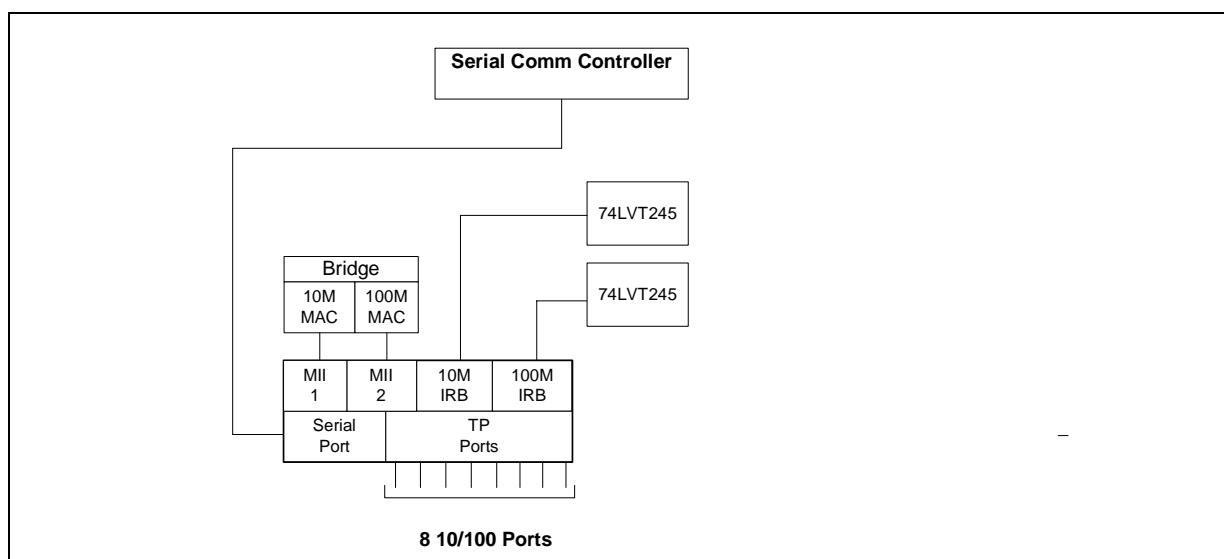 Serial Comm Controller
74LVT245
74LVT245
Bridge
10M
MAC
100M
MAC
MII
1
MII
2
10M
IRB
100M
IRB
Serial
Port
TP
Ports
8 10/100 Ports